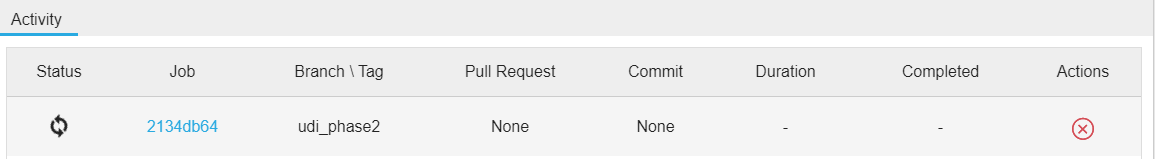 Activity
Status Job Branch \ Tag Pull Request Commit Duration Completed Actions
2134db64 udi_phase2 None None - -